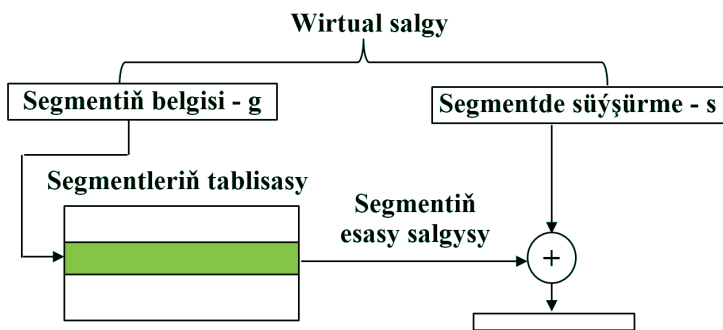 Wirtual salgy
Segmentiň belgisi - g
Segmentde süýşürme - s
Segmentleriň tablisasy
Segmentiň
esasy salgysy
+